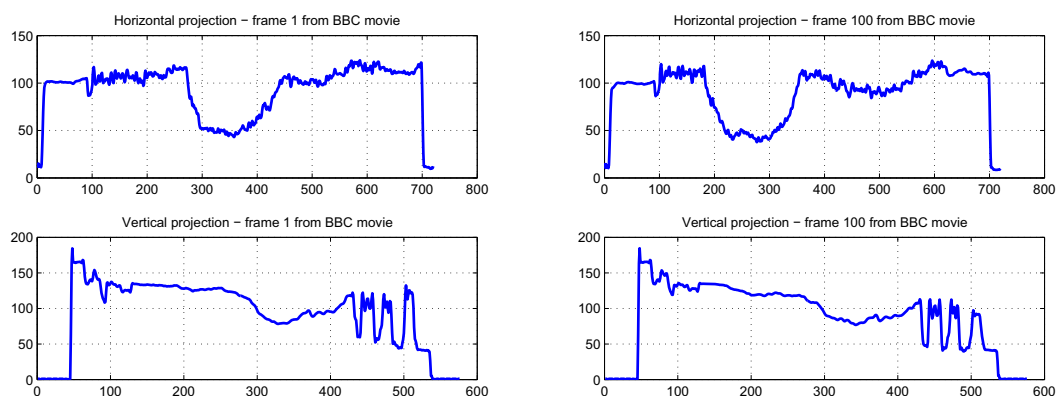 Horizontal projection − frame 1 from BBC movie
150
100
50
0
0 100 200 300 400 500 600 700 800
Horizontal projection − frame 100 from BBC movie
150
100
50
0
0 100 200 300 400 500 600 700 800
Vertical projection − frame 1 from BBC movie
200
150
100
50
0
0 100 200 300 400 500 600
Vertical projection − frame 100 from BBC movie
200
150
100
50
0
0 100 200 300 400 500 600